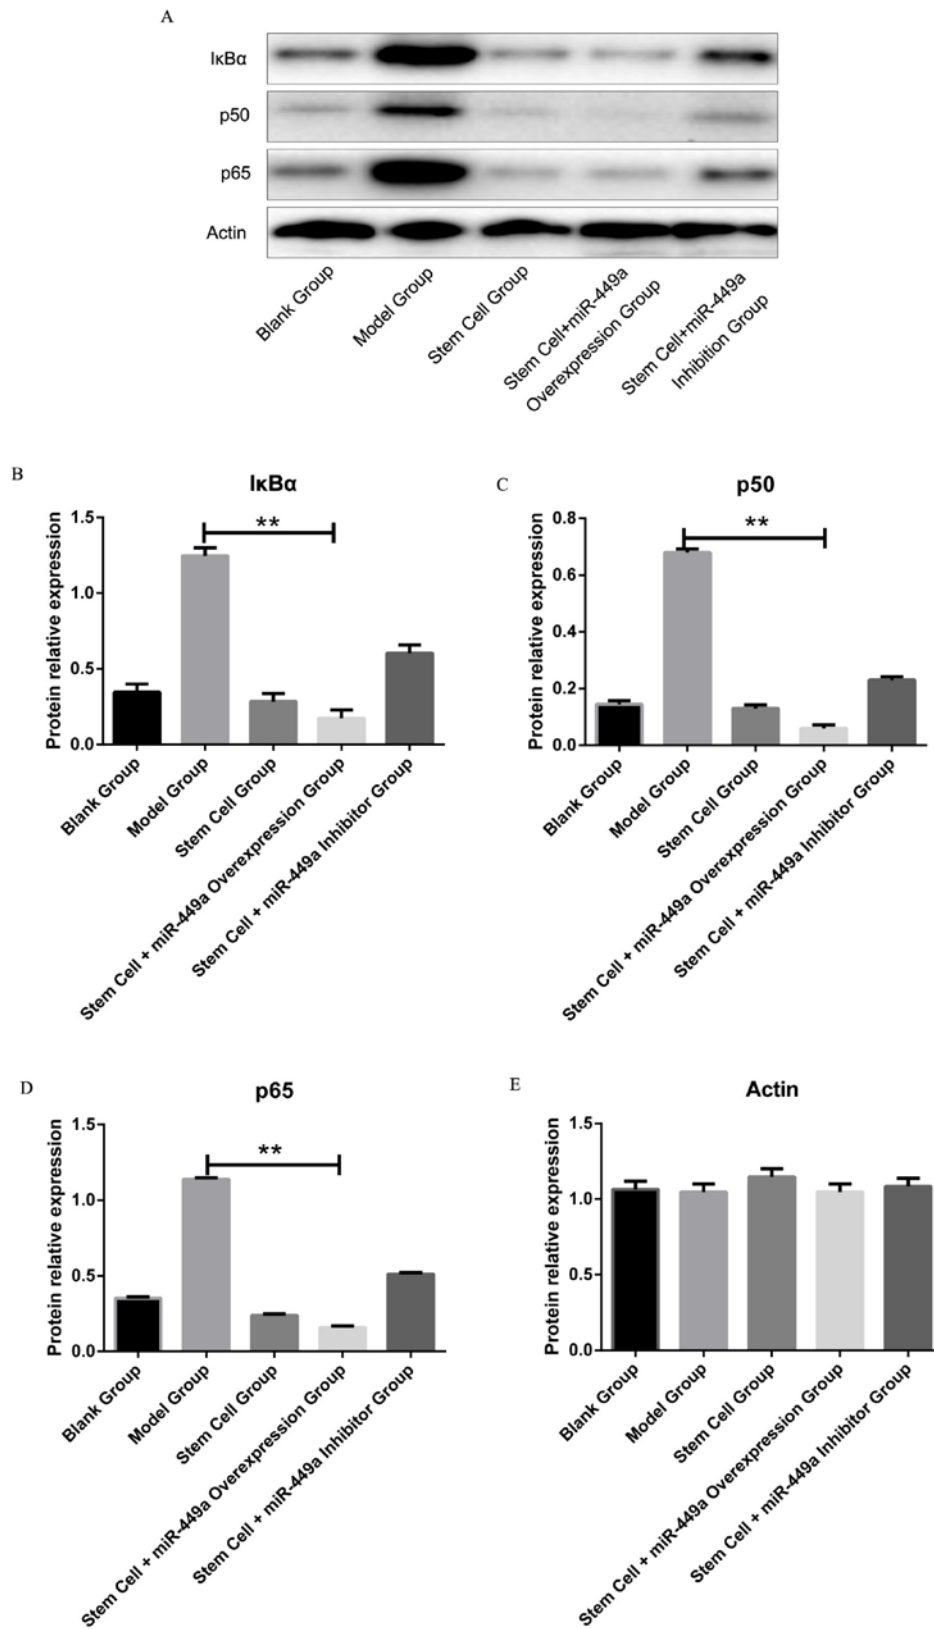 A
IκBα
p50
p65
Actin
Blank Group
Model Group
Stem Cell Group
Stem Cell+miR-449a
Overexpression Group
Stem Cell+miR-449a
Inhibition Group
B
IκBα
Protein relative expression
1.5
1.0
0.5
0.0
**
Blank Group
Model Group
Stem Cell Group
Stem Cell + miR-449a Overexpression Group
Stem Cell + miR-449a Inhibitor Group
C
p50
Protein relative expression
0.8
0.6
0.4
0.2
0.0
**
Blank Group
Model Group
Stem Cell Group
Stem Cell + miR-449a Overexpression Group
Stem Cell + miR-449a Inhibitor Group
D
p65
Protein relative expression
1.5
1.0
0.5
0.0
**
Blank Group
Model Group
Stem Cell Group
Stem Cell + miR-449a Overexpression Group
Stem Cell + miR-449a Inhibitor Group
E
Actin
Protein relative expression
1.5
1.0
0.5
0.0
Blank Group
Model Group
Stem Cell Group
Stem Cell + miR-449a Overexpression Group
Stem Cell + miR-449a Inhibitor Group